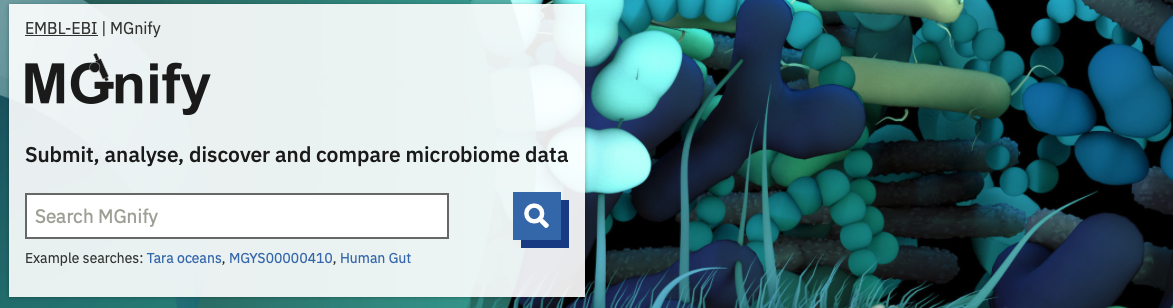 EMBL-EBI | MGnify
MGnify
Submit, analyse, discover and compare microbiome data
Search MGnify
Example searches: Tara oceans, MGYS00000410, Human Gut